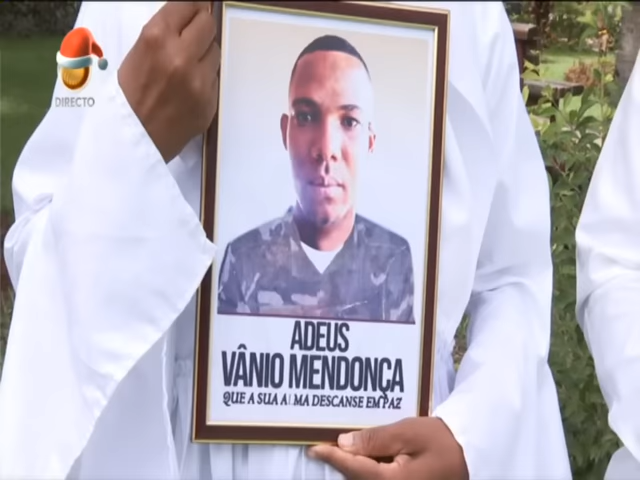 DIRECTO
ADEUS
VÂNIO MENDONÇA
QUE A SUA ALMA DESCANSE EM PAZ